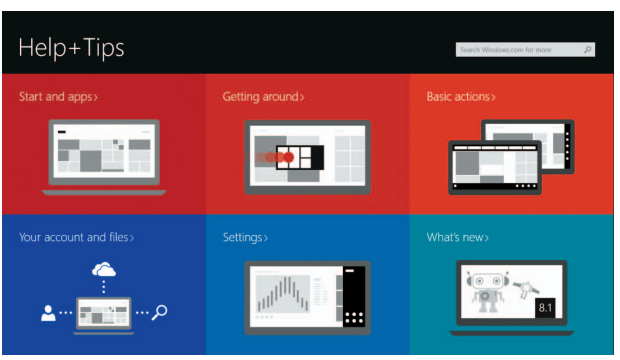 Help+Tips
Search Windows.com for more
Start and apps›
Getting around›
Basic actions›
Your account and files›
Settings›
What's new›
8.1